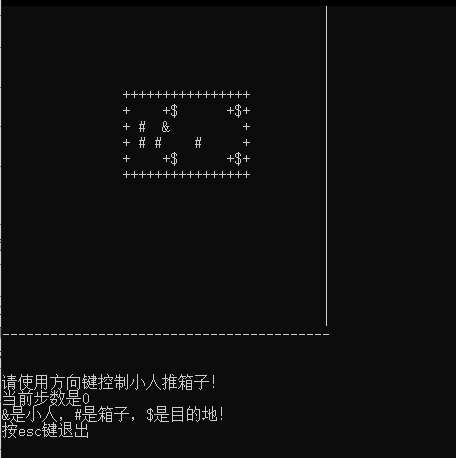 ++++++++++++++++
+    +$      +$+
+ #  &         +
+ # #    #     +
+    +$      +$+
++++++++++++++++
-----------------------------------------
请使用方向键控制小人推箱子!
当前步数是0
&是小人，#是箱子，$是目的地!
按esc键退出